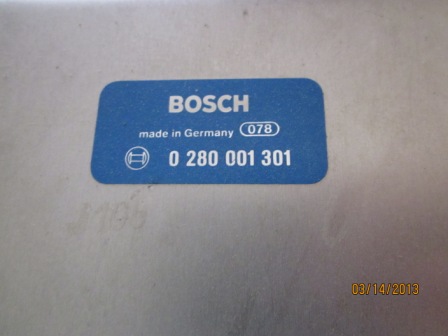 BOSCH
made in Germany 078
0 280 001 301
03/14/2013